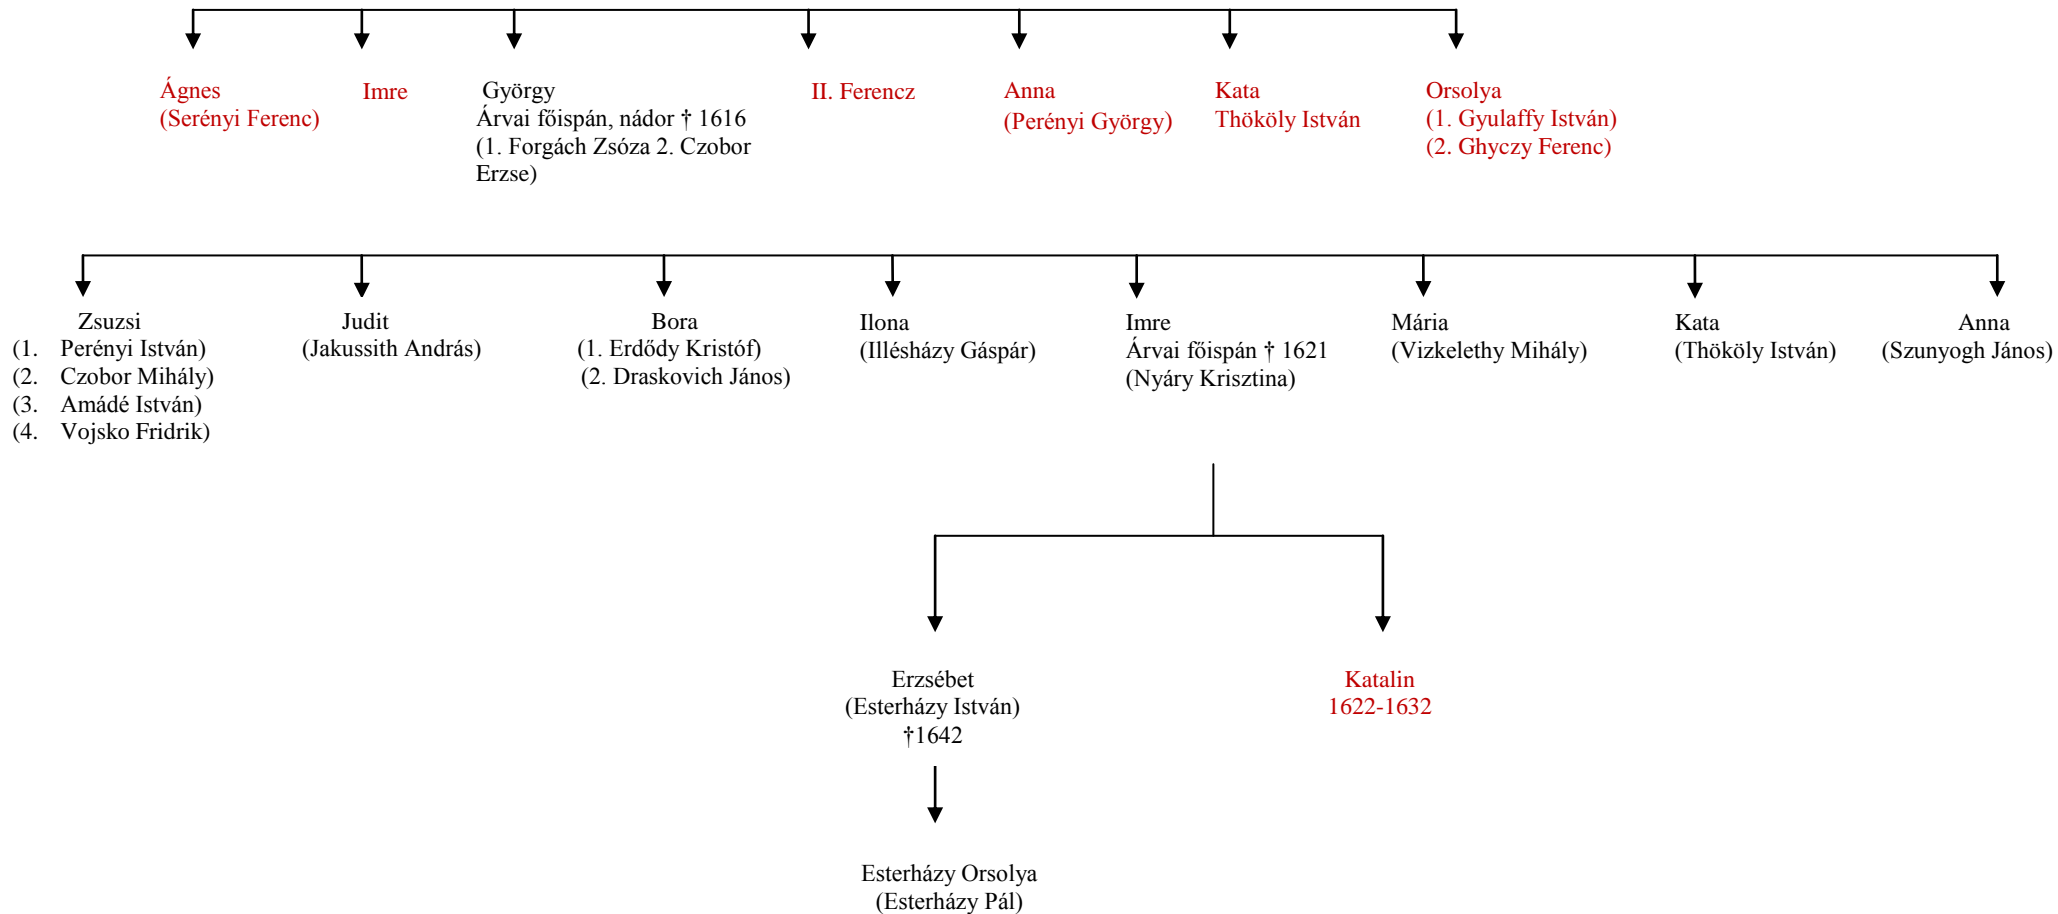 Ágnes
(Serényi Ferenc)
Imre
György
Árvai főispán, nádor † 1616
(1. Forgách Zsóza 2. Czobor
Erzse)
II. Ferencz
Anna
(Perényi György)
Kata
Thököly István
Orsolya
(1. Gyulaffy István)
(2. Ghyczy Ferenc)
Zsuzsi
(1. Perényi István)
(2. Czobor Mihály)
(3. Amádé István)
(4. Vojsko Fridrik)
Judit
(Jakussith András)
Bora
(1. Erdődy Kristóf)
(2. Draskovich János)
Ilona
(Illésházy Gáspár)
Imre
Árvai főispán † 1621
(Nyáry Krisztina)
Mária
(Vizkelethy Mihály)
Kata
(Thököly István)
Anna
(Szunyogh János)
Erzsébet
(Esterházy István)
†1642
Katalin
1622-1632
Esterházy Orsolya
(Esterházy Pál)